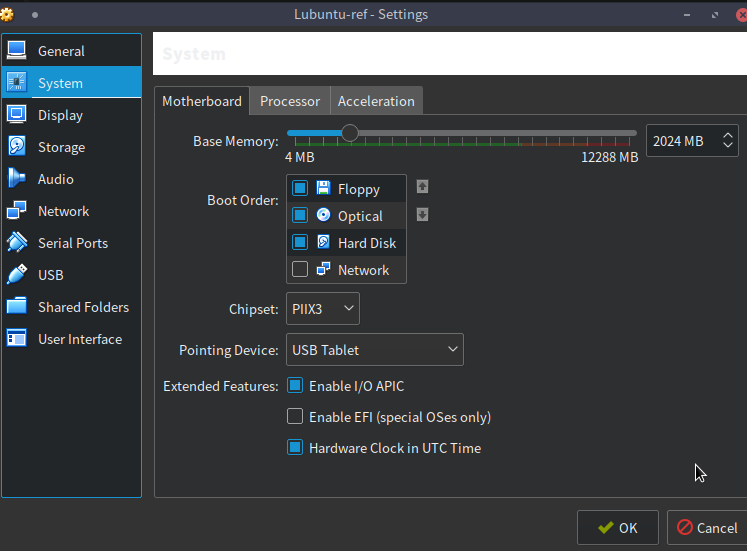 Lubuntu-ref - Settings
General
System
Display
Storage
Audio
Network
Serial Ports
USB
Shared Folders
User Interface
System
Motherboard Processor Acceleration
Base Memory: 2024 MB
4 MB 12288 MB
Boot Order:
Floppy
Optical
Hard Disk
Network
Chipset: PIIX3
Pointing Device: USB Tablet
Extended Features: Enable I/O APIC
Enable EFI (special OSes only)
Hardware Clock in UTC Time
OK Cancel